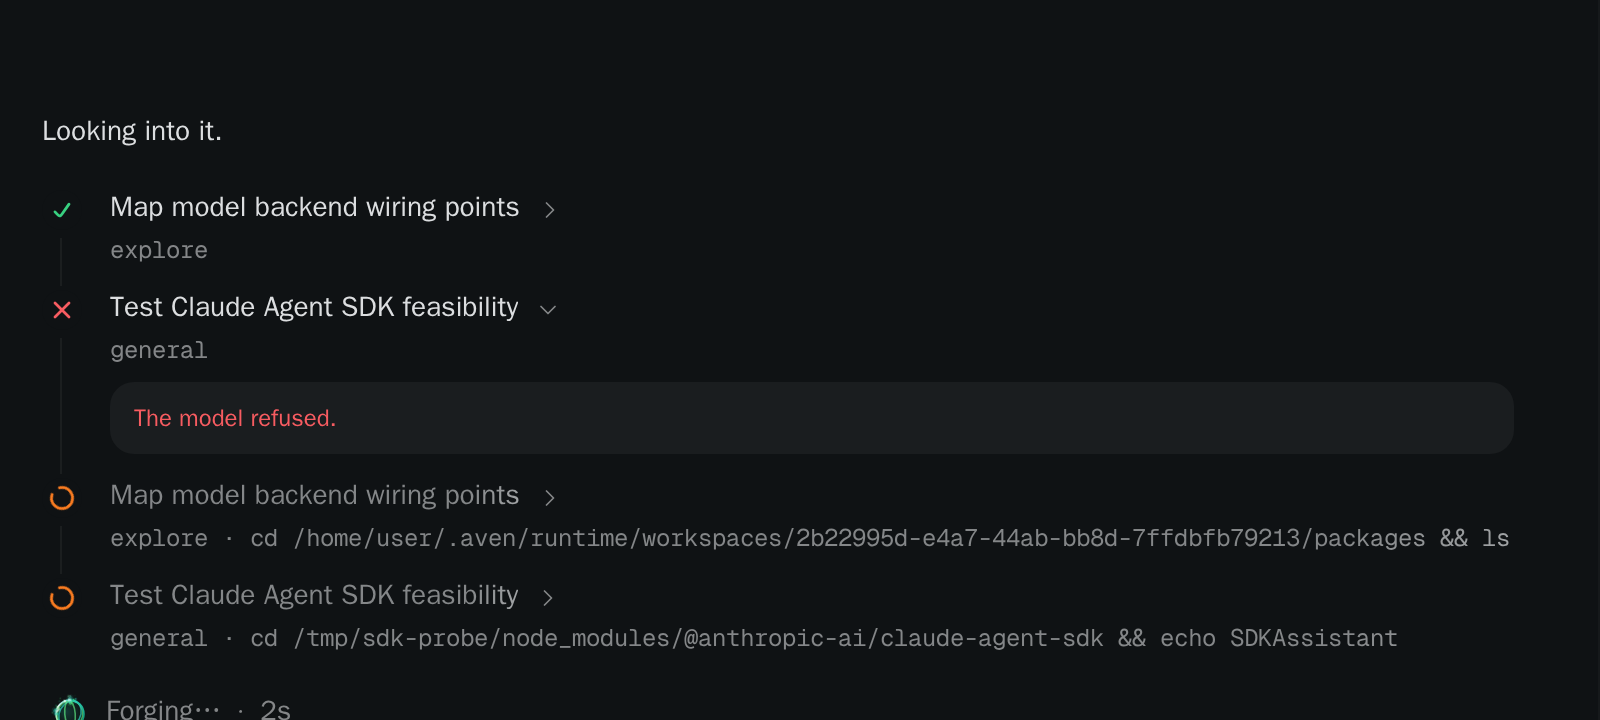 Looking into it.
Map model backend wiring points
explore
Test Claude Agent SDK feasibility
general
The model refused.
Map model backend wiring points
explore · cd /home/user/.aven/runtime/workspaces/2b22995d-e4a7-44ab-bb8d-7ffdbfb79213/packages && ls
Test Claude Agent SDK feasibility
general · cd /tmp/sdk-probe/node_modules/@anthropic-ai/claude-agent-sdk && echo SDKAssistant
Forging··· · 2s